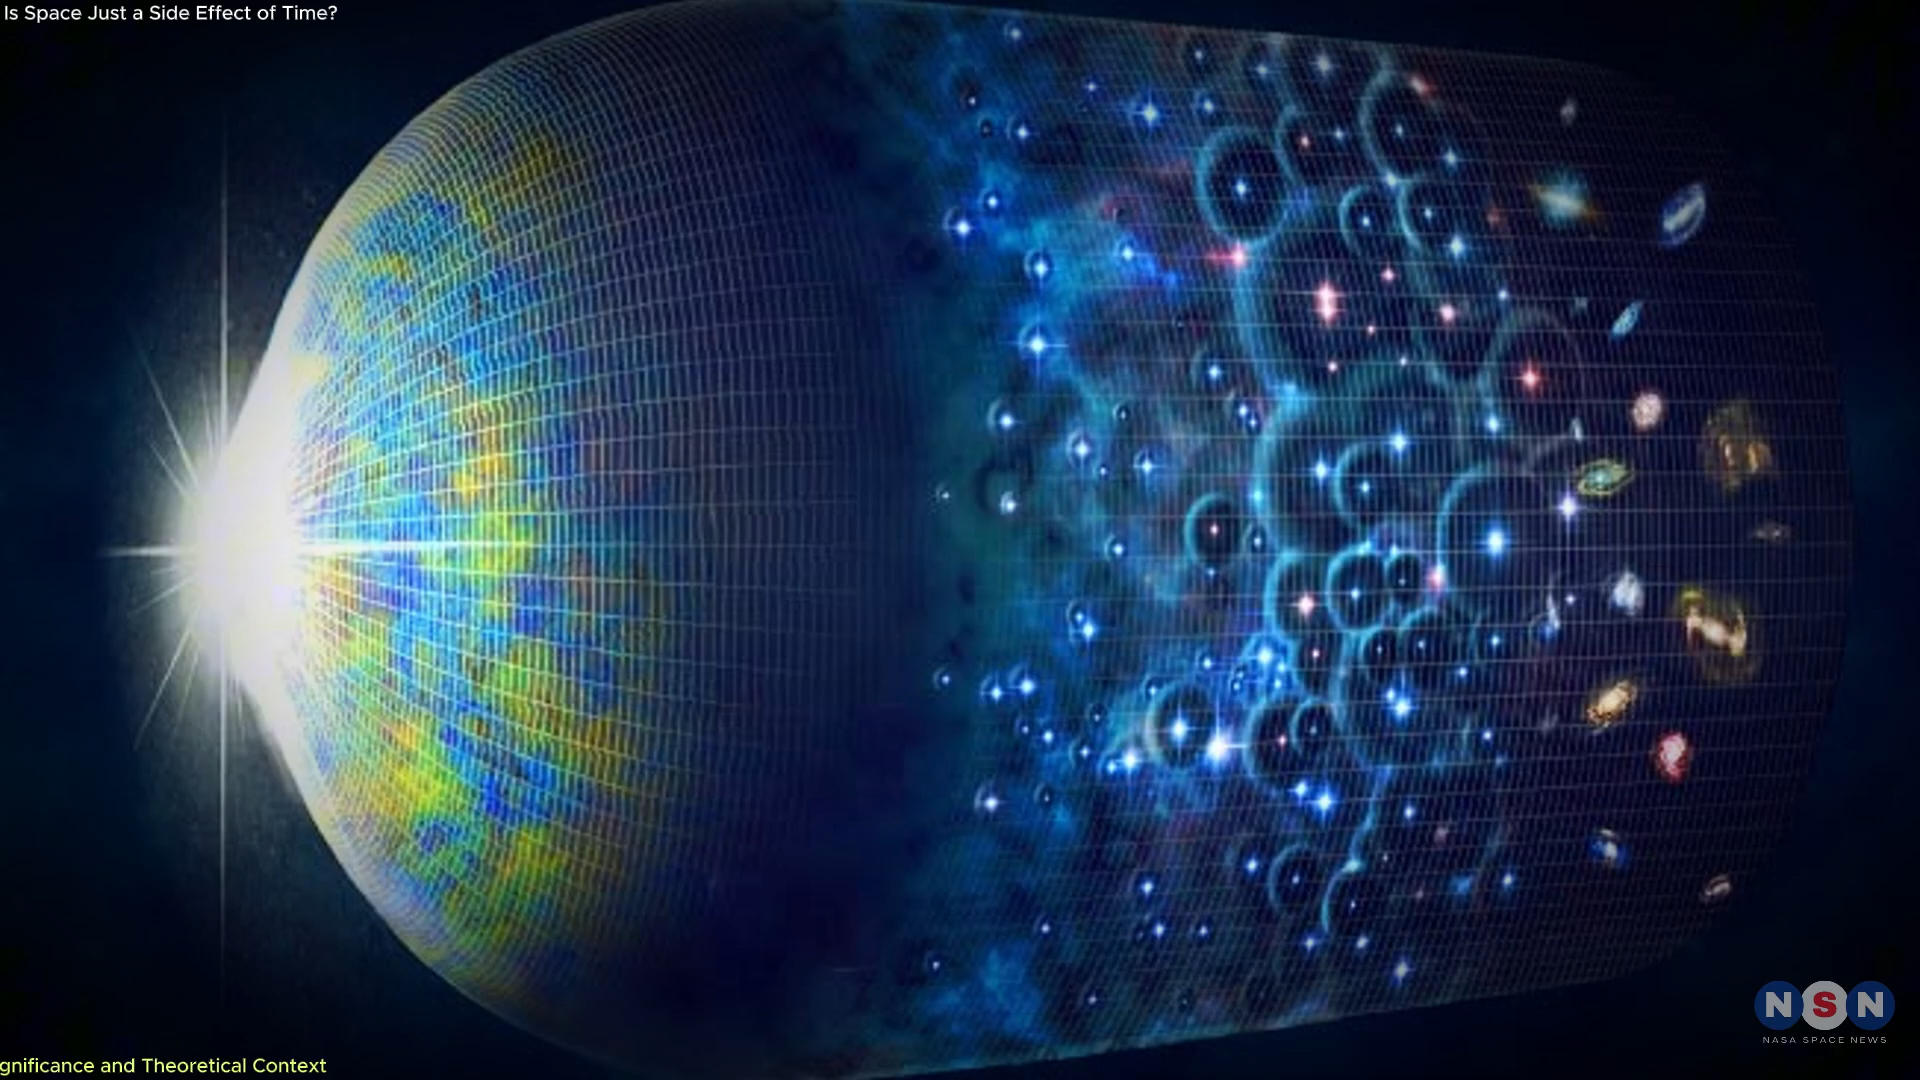 Is Space Just a Side Effect of Time?
NSN
NASA SPACE NEWS
gnificance and Theoretical Context